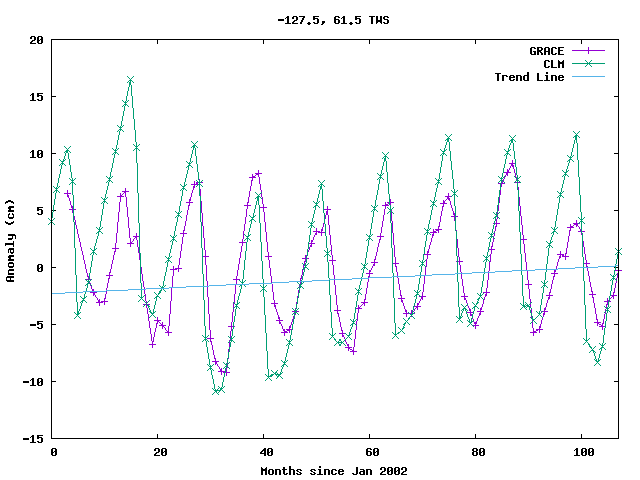 -127.5, 61.5 TWS
GRACE
CLM
Trend Line
20
15
10
5
0
-5
-10
-15
Anomaly (cm)
0 20 40 60 80 100
Months since Jan 2002